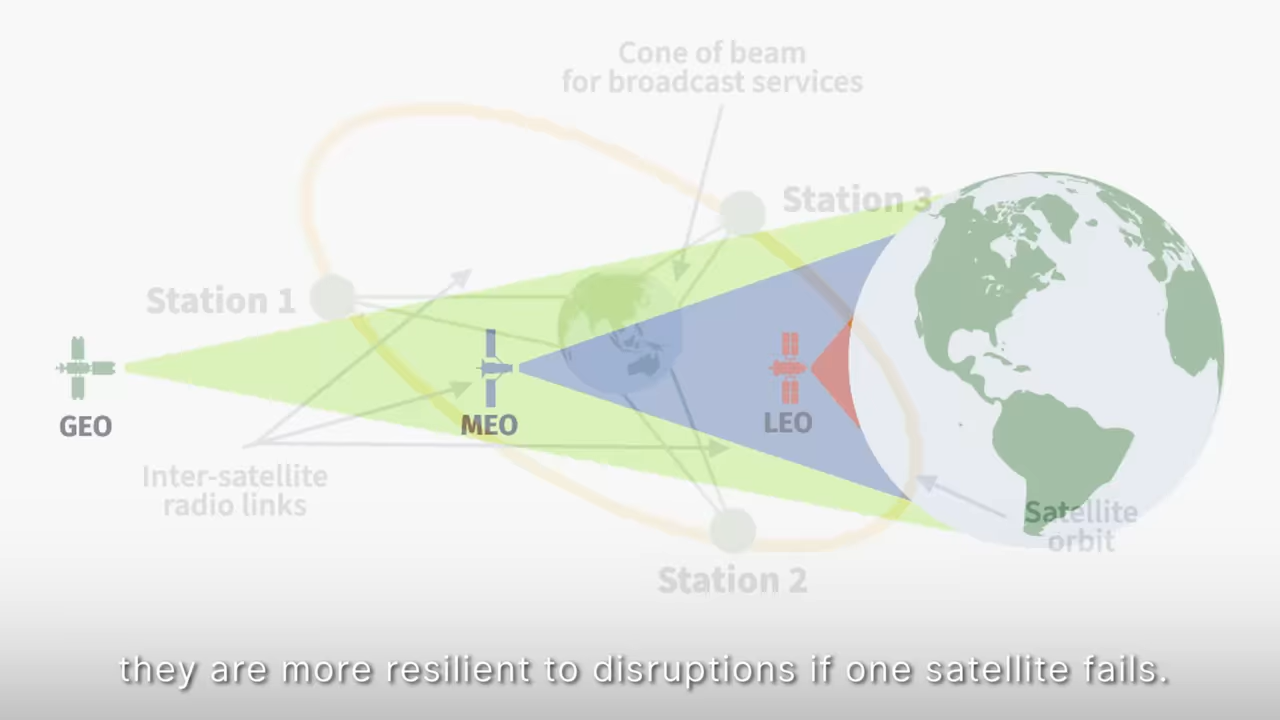 Cone of beam
for broadcast services
Station 3
Station 1
GEO
MEO
LEO
Inter-satellite
radio links
Satellite
orbit
Station 2
they are more resilient to disruptions if one satellite fails.